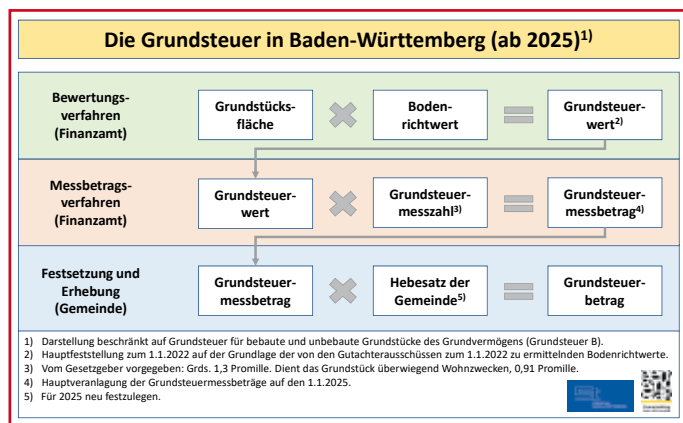 Die Grundsteuer in Baden-Württemberg (ab 2025)1)
Bewertungs-
verfahren
(Finanzamt)
Grundstücks-
fläche
Boden-
richtwert
Grundsteuer-
wert2)
Messbetrags-
verfahren
(Finanzamt)
Grundsteuer-
wert
Grundsteuer-
messzahl3)
Grundsteuer-
messbetrag4)
Festsetzung und
Erhebung
(Gemeinde)
Grundsteuer-
messbetrag
Hebesatz der
Gemeinde5)
Grundsteuer-
betrag
1) Darstellung beschränkt auf Grundsteuer für bebaute und unbebaute Grundstücke des Grundvermögens (Grundsteuer B).
2) Hauptfeststellung zum 1.1.2022 auf der Grundlage der von den Gutachterausschüssen zum 1.1.2022 zu ermittelnden Bodenrichtwerte.
3) Vom Gesetzgeber vorgegeben: Grds. 1,3 Promille. Dient das Grundstück überwiegend Wohnzwecken, 0,91 Promille.
4) Hauptveranlagung der Grundsteuermessbeträge auf den 1.1.2025.
5) Für 2025 neu festzulegen.